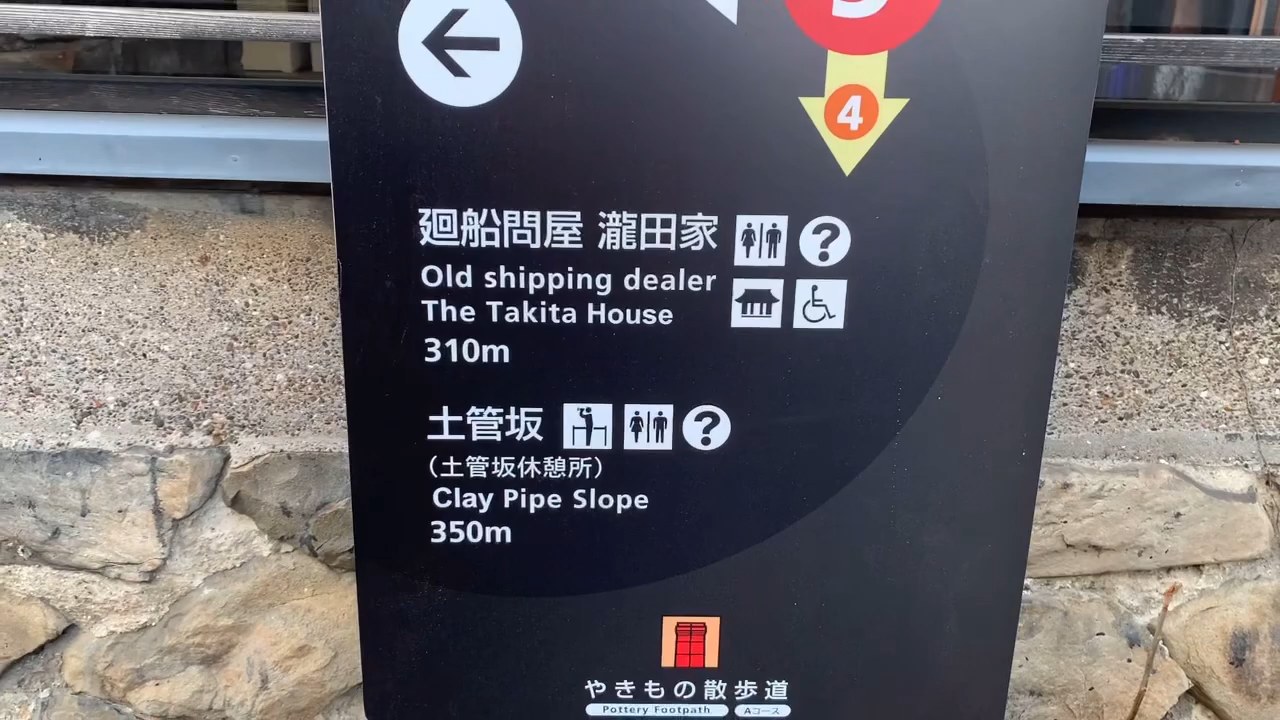 4
廻船問屋 瀧田家
Old shipping dealer
The Takita House
310m
土管坂
(土管坂休憩所)
Clay Pipe Slope
350m
やきもの散歩道
Pottery Footpath Aコース